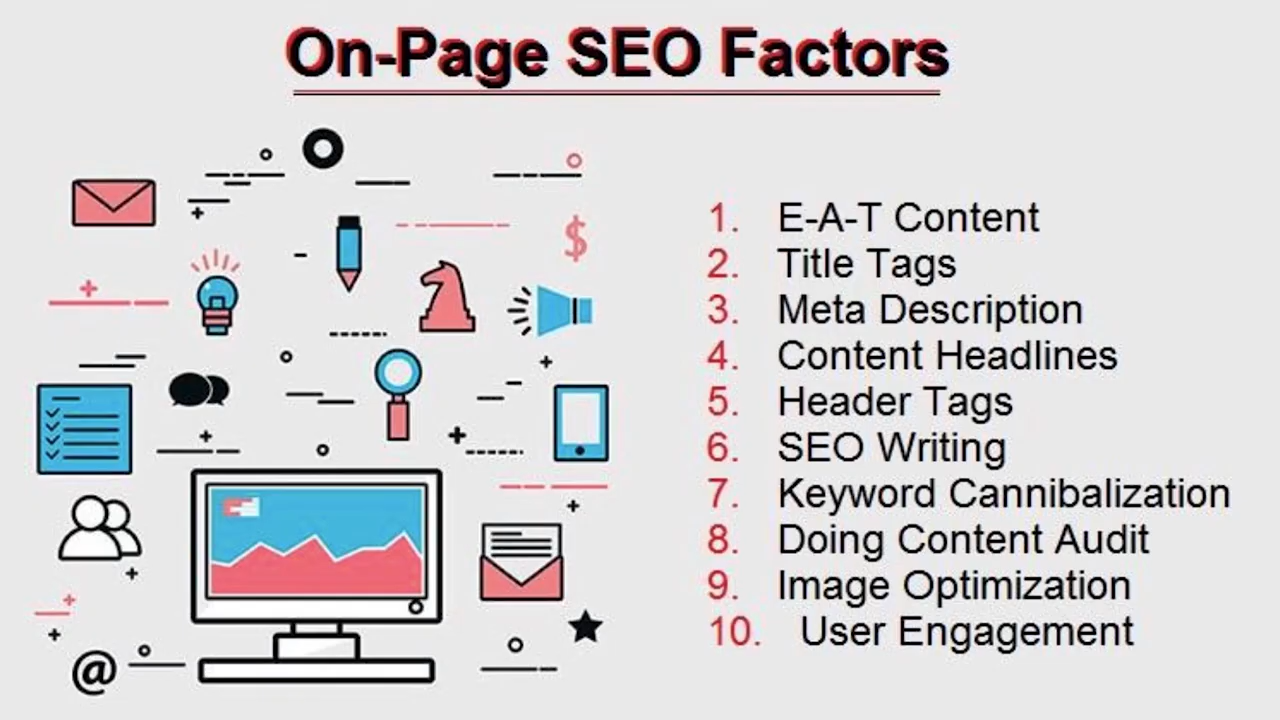 On-Page SEO Factors
1. E-A-T Content
2. Title Tags
3. Meta Description
4. Content Headlines
5. Header Tags
6. SEO Writing
7. Keyword Cannibalization
8. Doing Content Audit
9. Image Optimization
10. User Engagement
$
@